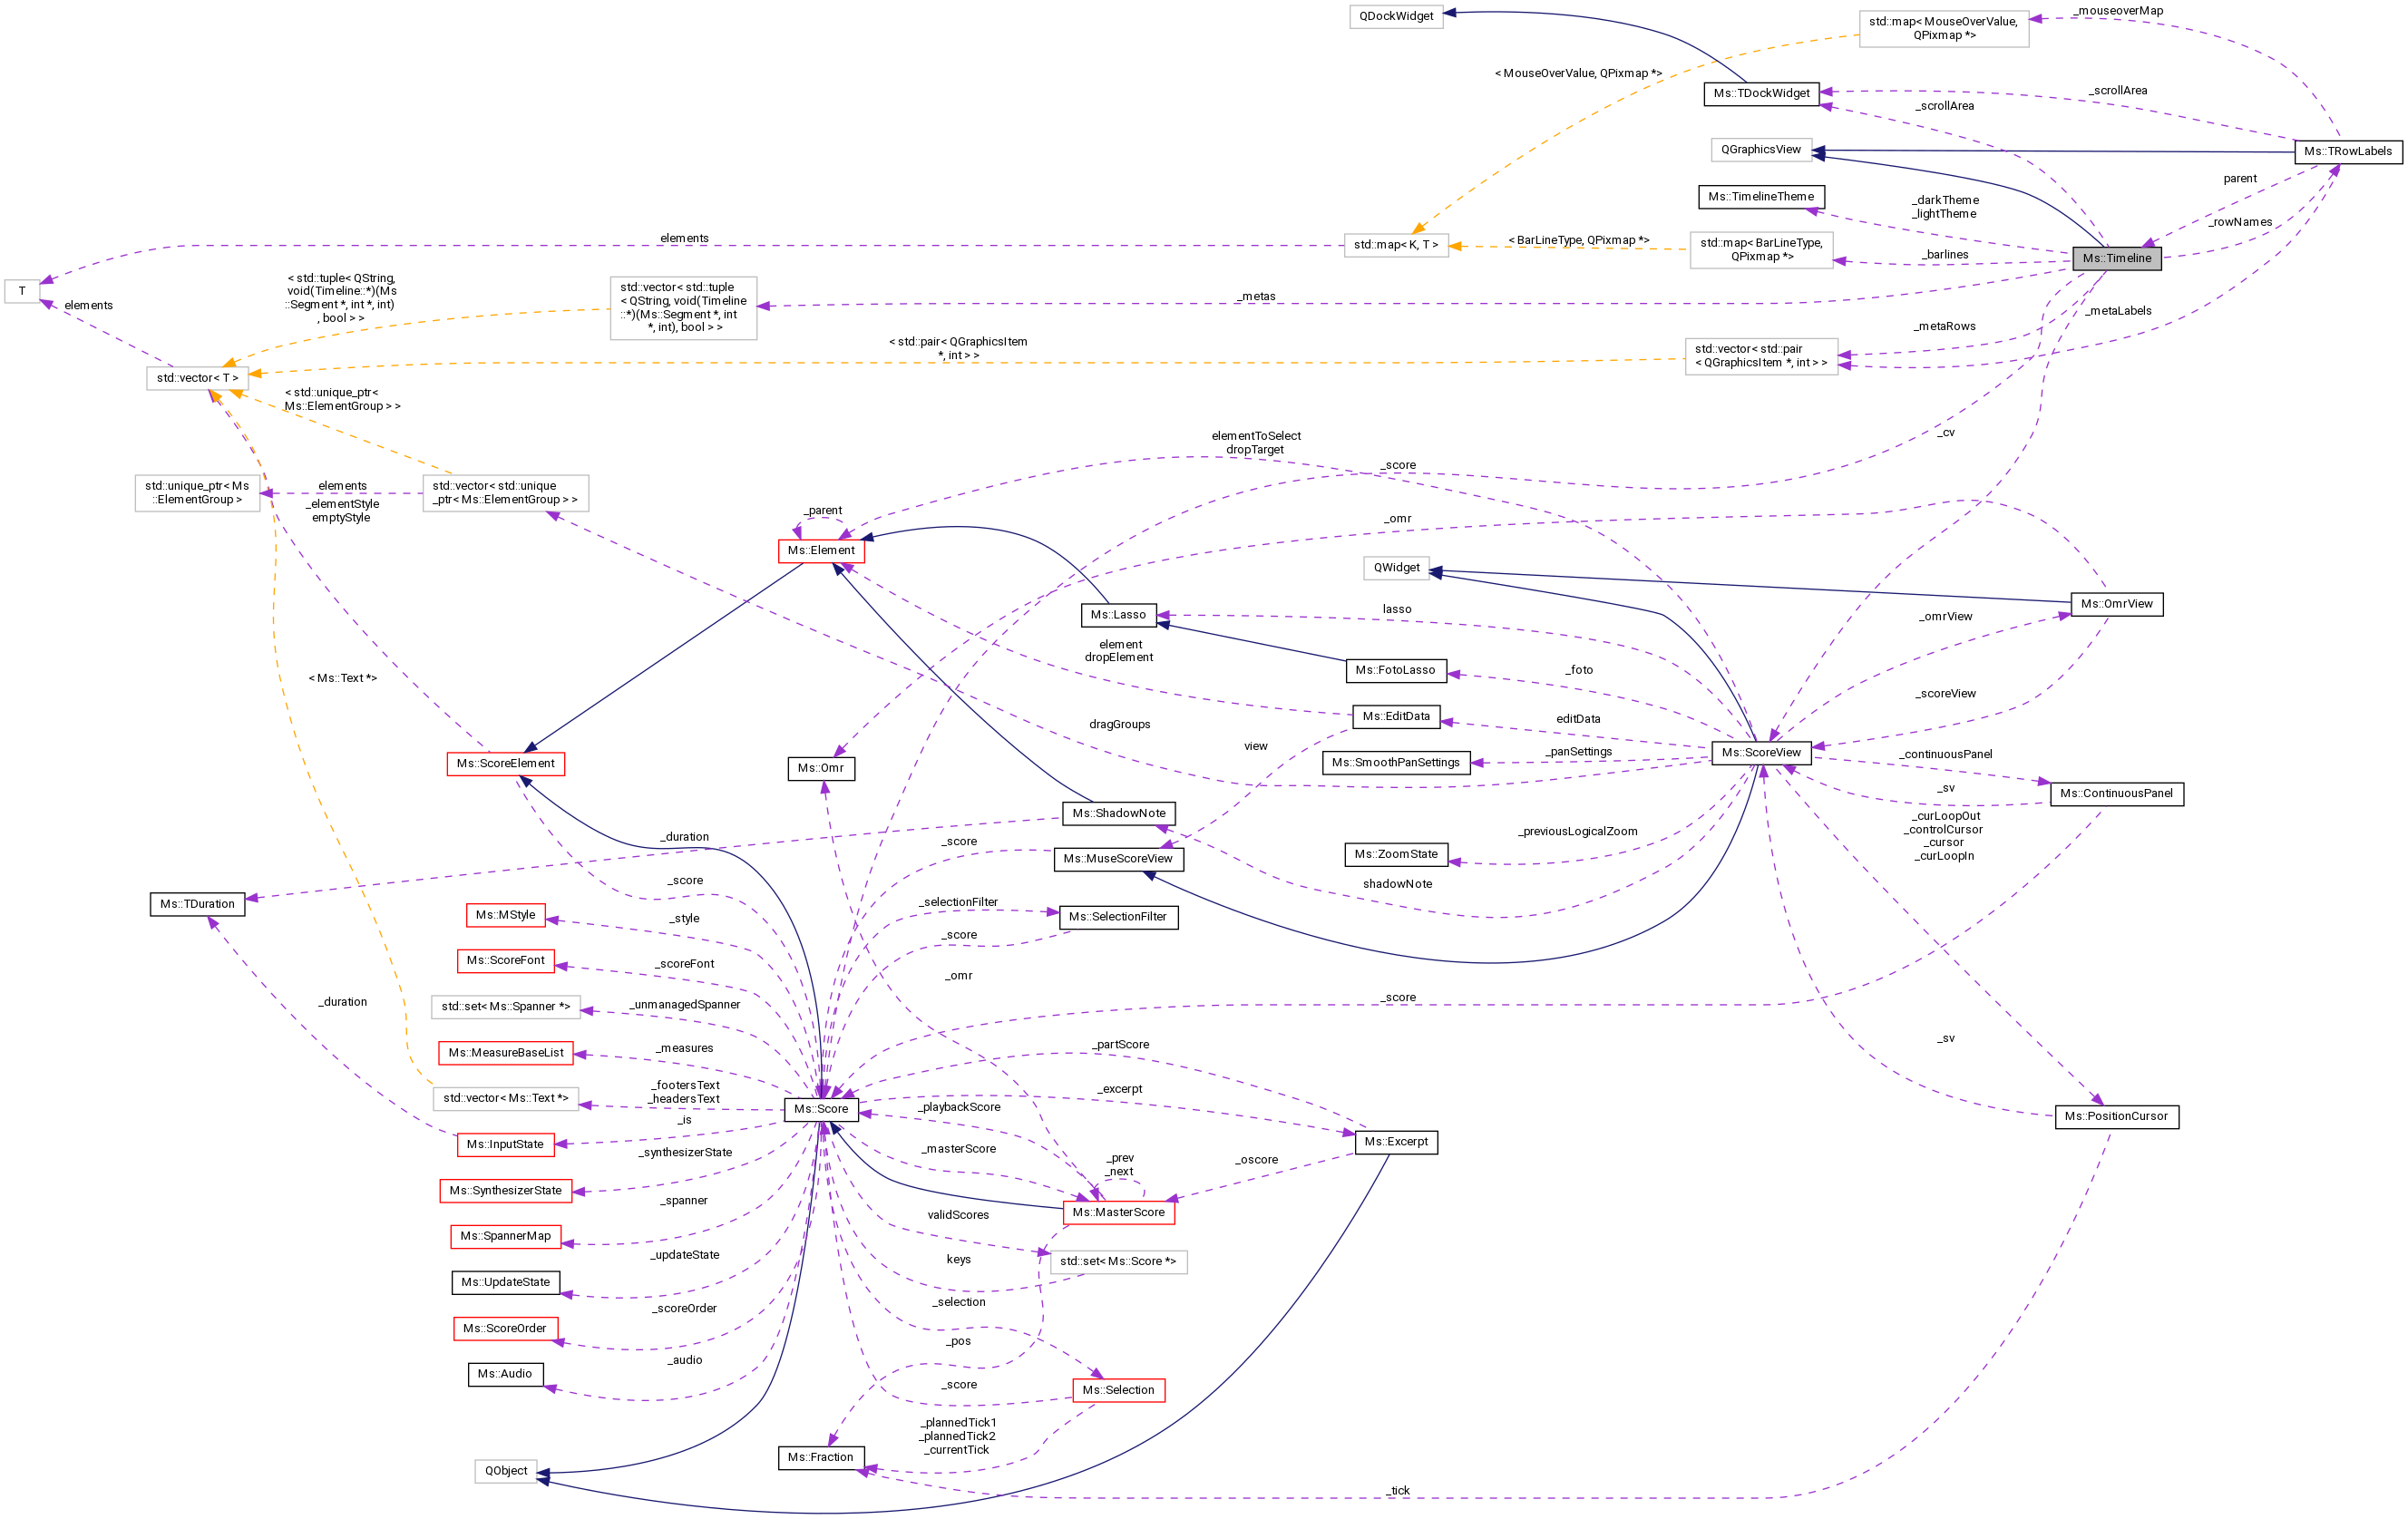 QDockWidget
std::map< MouseOverValue,
QPixmap *>
_mouseoverMap
< MouseOverValue, QPixmap *>
Ms::TDockWidget
_scrollArea
_scrollArea
QGraphicsView
Ms::TRowLabels
Ms::TimelineTheme
_darkTheme
_lightTheme
parent
_rowNames
elements
std::map< K, T >
< BarLineType, QPixmap *>
std::map< BarLineType,
QPixmap *>
_barlines
Ms::Timeline
T
elements
< std::tuple< QString,
void(Timeline::*)(Ms
::Segment *, int *, int)
, bool > >
std::vector< std::tuple
< QString, void(Timeline
::*)(Ms::Segment *, int
*, int), bool > >
_metas
_metaLabels
_metaRows
< std::pair< QGraphicsItem
*, int > >
std::vector< std::pair
< QGraphicsItem *, int > >
std::vector< T >
< std::unique_ptr<
Ms::ElementGroup > >
elementToSelect
dropTarget
_score
_cv
std::unique_ptr< Ms
::ElementGroup >
elements
_elementStyle
emptyStyle
std::vector< std::unique
_ptr< Ms::ElementGroup > >
_parent
_omr
Ms::Element
QWidget
Ms::OmrView
Ms::Lasso
lasso
_omrView
element
dropElement
Ms::FotoLasso
_foto
_scoreView
< Ms::Text *>
dragGroups
Ms::EditData
editData
view
Ms::ScoreElement
Ms::Omr
Ms::SmoothPanSettings
_panSettings
Ms::ScoreView
_continuousPanel
_sv
Ms::ContinuousPanel
Ms::ShadowNote
_duration
_score
Ms::MuseScoreView
_previousLogicalZoom
Ms::ZoomState
_curLoopOut
_controlCursor
_cursor
_curLoopIn
shadowNote
_score
Ms::TDuration
Ms::MStyle
_style
_selectionFilter
Ms::SelectionFilter
_score
Ms::ScoreFont
_scoreFont
_omr
_duration
std::set< Ms::Spanner *>
_unmanagedSpanner
_score
Ms::MeasureBaseList
_measures
_partScore
_sv
std::vector< Ms::Text *>
_footersText
_headersText
Ms::Score
_excerpt
_playbackScore
Ms::PositionCursor
Ms::InputState
_is
_masterScore
Ms::Excerpt
_synthesizerState
_prev
_next
_oscore
Ms::SynthesizerState
_spanner
Ms::MasterScore
Ms::SpannerMap
validScores
_updateState
keys
std::set< Ms::Score *>
Ms::UpdateState
_scoreOrder
_selection
Ms::ScoreOrder
_pos
_audio
Ms::Audio
_score
Ms::Selection
_plannedTick1
_plannedTick2
_currentTick
QObject
Ms::Fraction
_tick